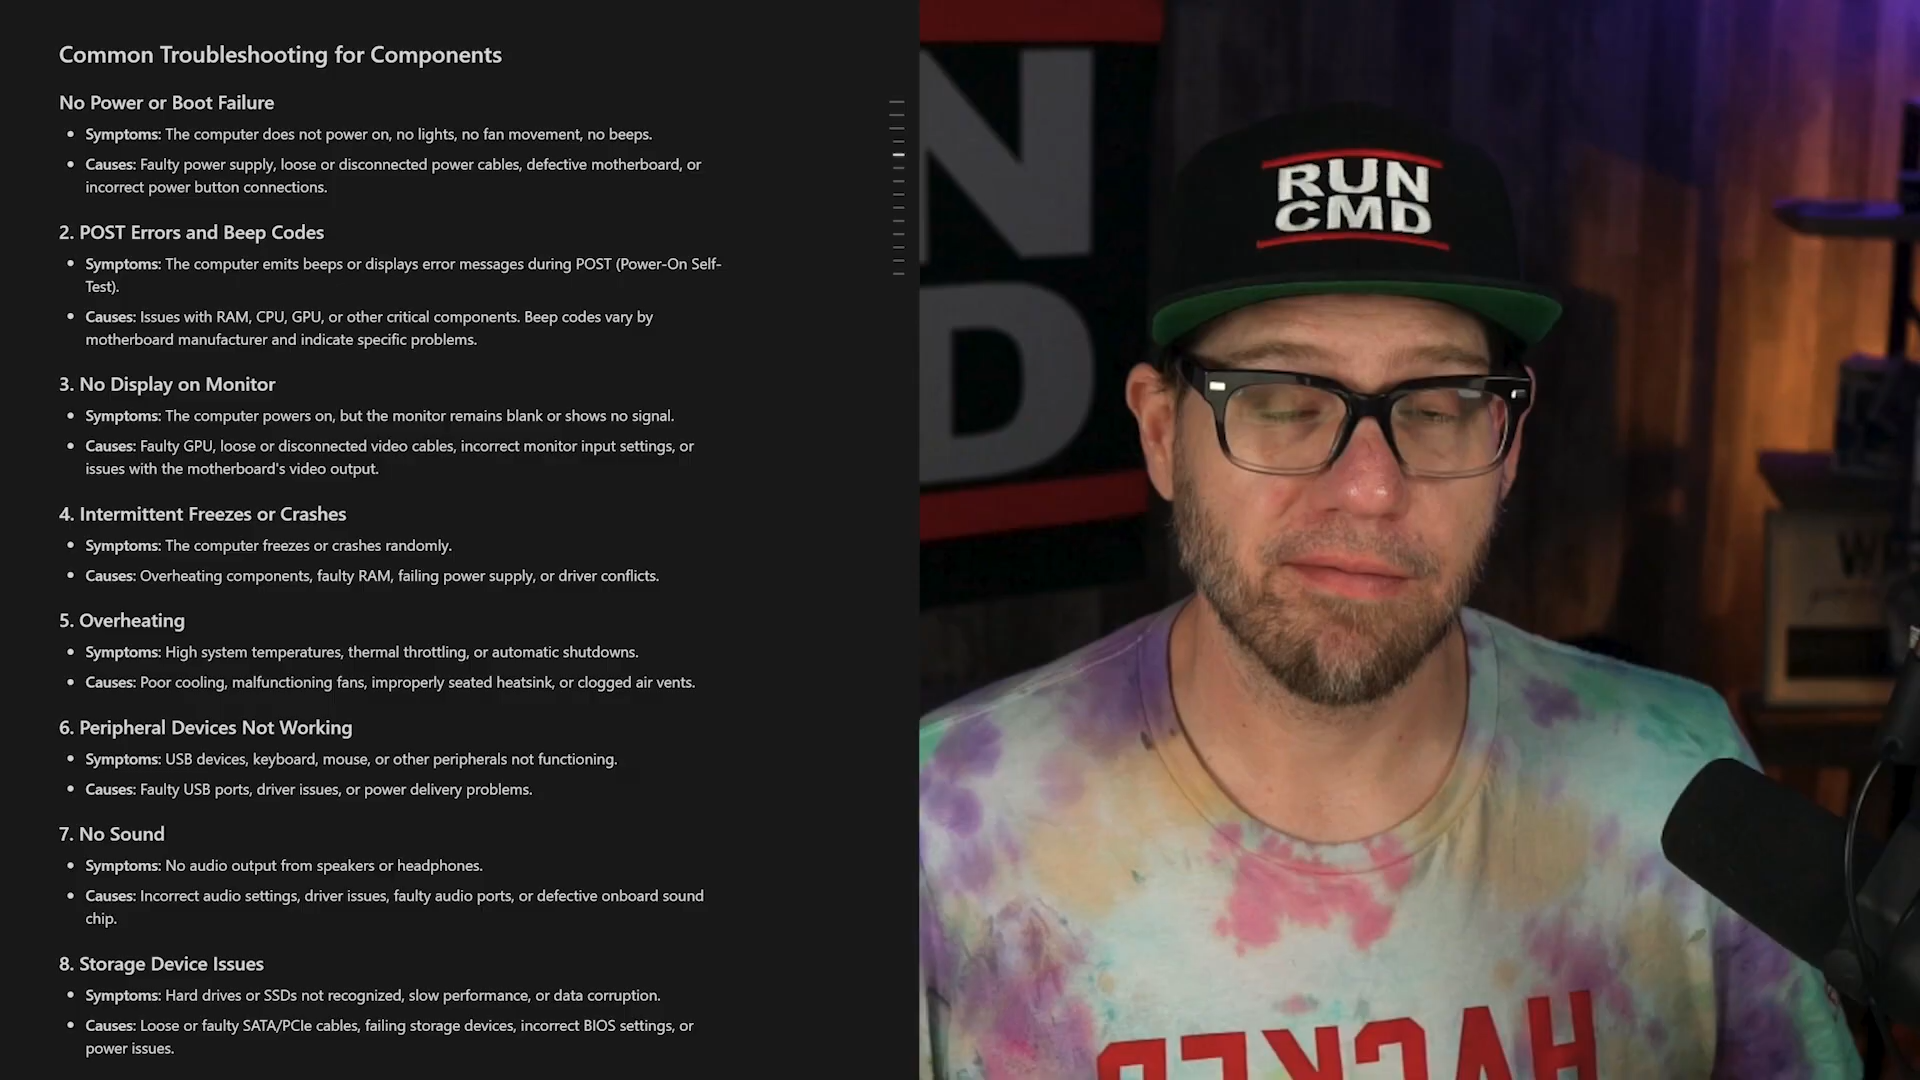 Common Troubleshooting for Components
No Power or Boot Failure
• Symptoms: The computer does not power on, no lights, no fan movement, no beeps.
• Causes: Faulty power supply, loose or disconnected power cables, defective motherboard, or
incorrect power button connections.
2. POST Errors and Beep Codes
• Symptoms: The computer emits beeps or displays error messages during POST (Power-On Self-
Test).
• Causes: Issues with RAM, CPU, GPU, or other critical components. Beep codes vary by
motherboard manufacturer and indicate specific problems.
3. No Display on Monitor
• Symptoms: The computer powers on, but the monitor remains blank or shows no signal.
• Causes: Faulty GPU, loose or disconnected video cables, incorrect monitor input settings, or
issues with the motherboard's video output.
4. Intermittent Freezes or Crashes
• Symptoms: The computer freezes or crashes randomly.
• Causes: Overheating components, faulty RAM, failing power supply, or driver conflicts.
5. Overheating
• Symptoms: High system temperatures, thermal throttling, or automatic shutdowns.
• Causes: Poor cooling, malfunctioning fans, improperly seated heatsink, or clogged air vents.
6. Peripheral Devices Not Working
• Symptoms: USB devices, keyboard, mouse, or other peripherals not functioning.
• Causes: Faulty USB ports, driver issues, or power delivery problems.
7. No Sound
• Symptoms: No audio output from speakers or headphones.
• Causes: Incorrect audio settings, driver issues, faulty audio ports, or defective onboard sound
chip.
8. Storage Device Issues
• Symptoms: Hard drives or SSDs not recognized, slow performance, or data corruption.
• Causes: Loose or faulty SATA/PCIe cables, failing storage devices, incorrect BIOS settings, or
power issues.
N
D
RUN
CMD
HACKED
W